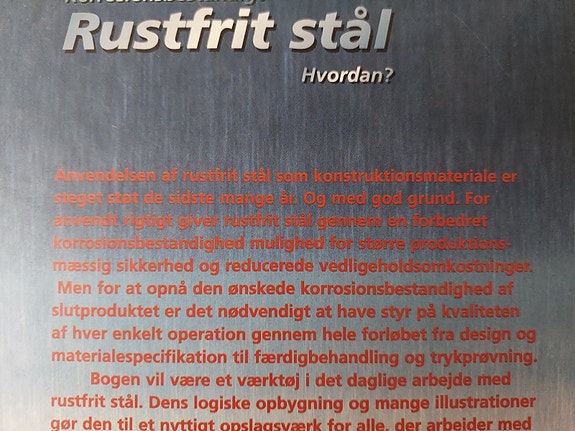 Rustfrit stål
Hvordan?
Anvendelsen af rustfrit stål som konstruktionsmateriale er
steget støt de sidste mange år. Og med god grund. For
anvendt rigtigt giver rustfrit stål gennem en forbedret
korrosionsbestandighed mulighed for større produktions-
mæssig sikkerhed og reducerede vedligeholdsomkostninger.
Men for at opnå den ønskede korrosionsbestandighed af
slutproduktet er det nødvendigt at have styr på kvaliteten
af hver enkelt operation gennem hele forløbet fra design og
materialespecifikation til færdigbehandling og trykprøvning.
Bogen vil være et værktøj i det daglige arbejde med
rustfrit stål. Dens logiske opbygning og mange illustrationer
gør den til et nyttigt opslagsværk for alle, der arbejder med